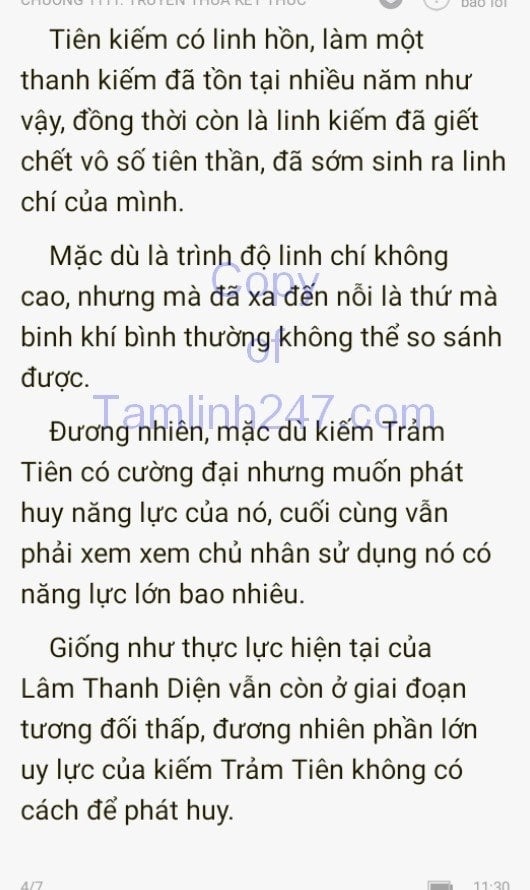 CHƯƠNG 1111: TRUYỀN THỪA KẾT THÚC
báo lỗi
Tiên kiếm có linh hồn, làm một
thanh kiếm đã tồn tại nhiều năm như
vậy, đồng thời còn là linh kiếm đã giết
chết vô số tiên thần, đã sớm sinh ra linh
chí của mình.
Mặc dù là trình độ linh chí không
cao, nhưng mà đã xa đến nỗi là thứ mà
binh khí bình thường không thể so sánh
được.
Copy
of
Tamlinh247.com
Đương nhiên, mặc dù kiếm Trảm
Tiên có cường đại nhưng muốn phát
huy năng lực của nó, cuối cùng vẫn
phải xem xem chủ nhân sử dụng nó có
năng lực lớn bao nhiêu.
Giống như thực lực hiện tại của
Lâm Thanh Diện vẫn còn ở giai đoạn
tương đối thấp, đương nhiên phần lớn
uy lực của kiếm Trảm Tiên không có
cách để phát huy.
4/7
11:30